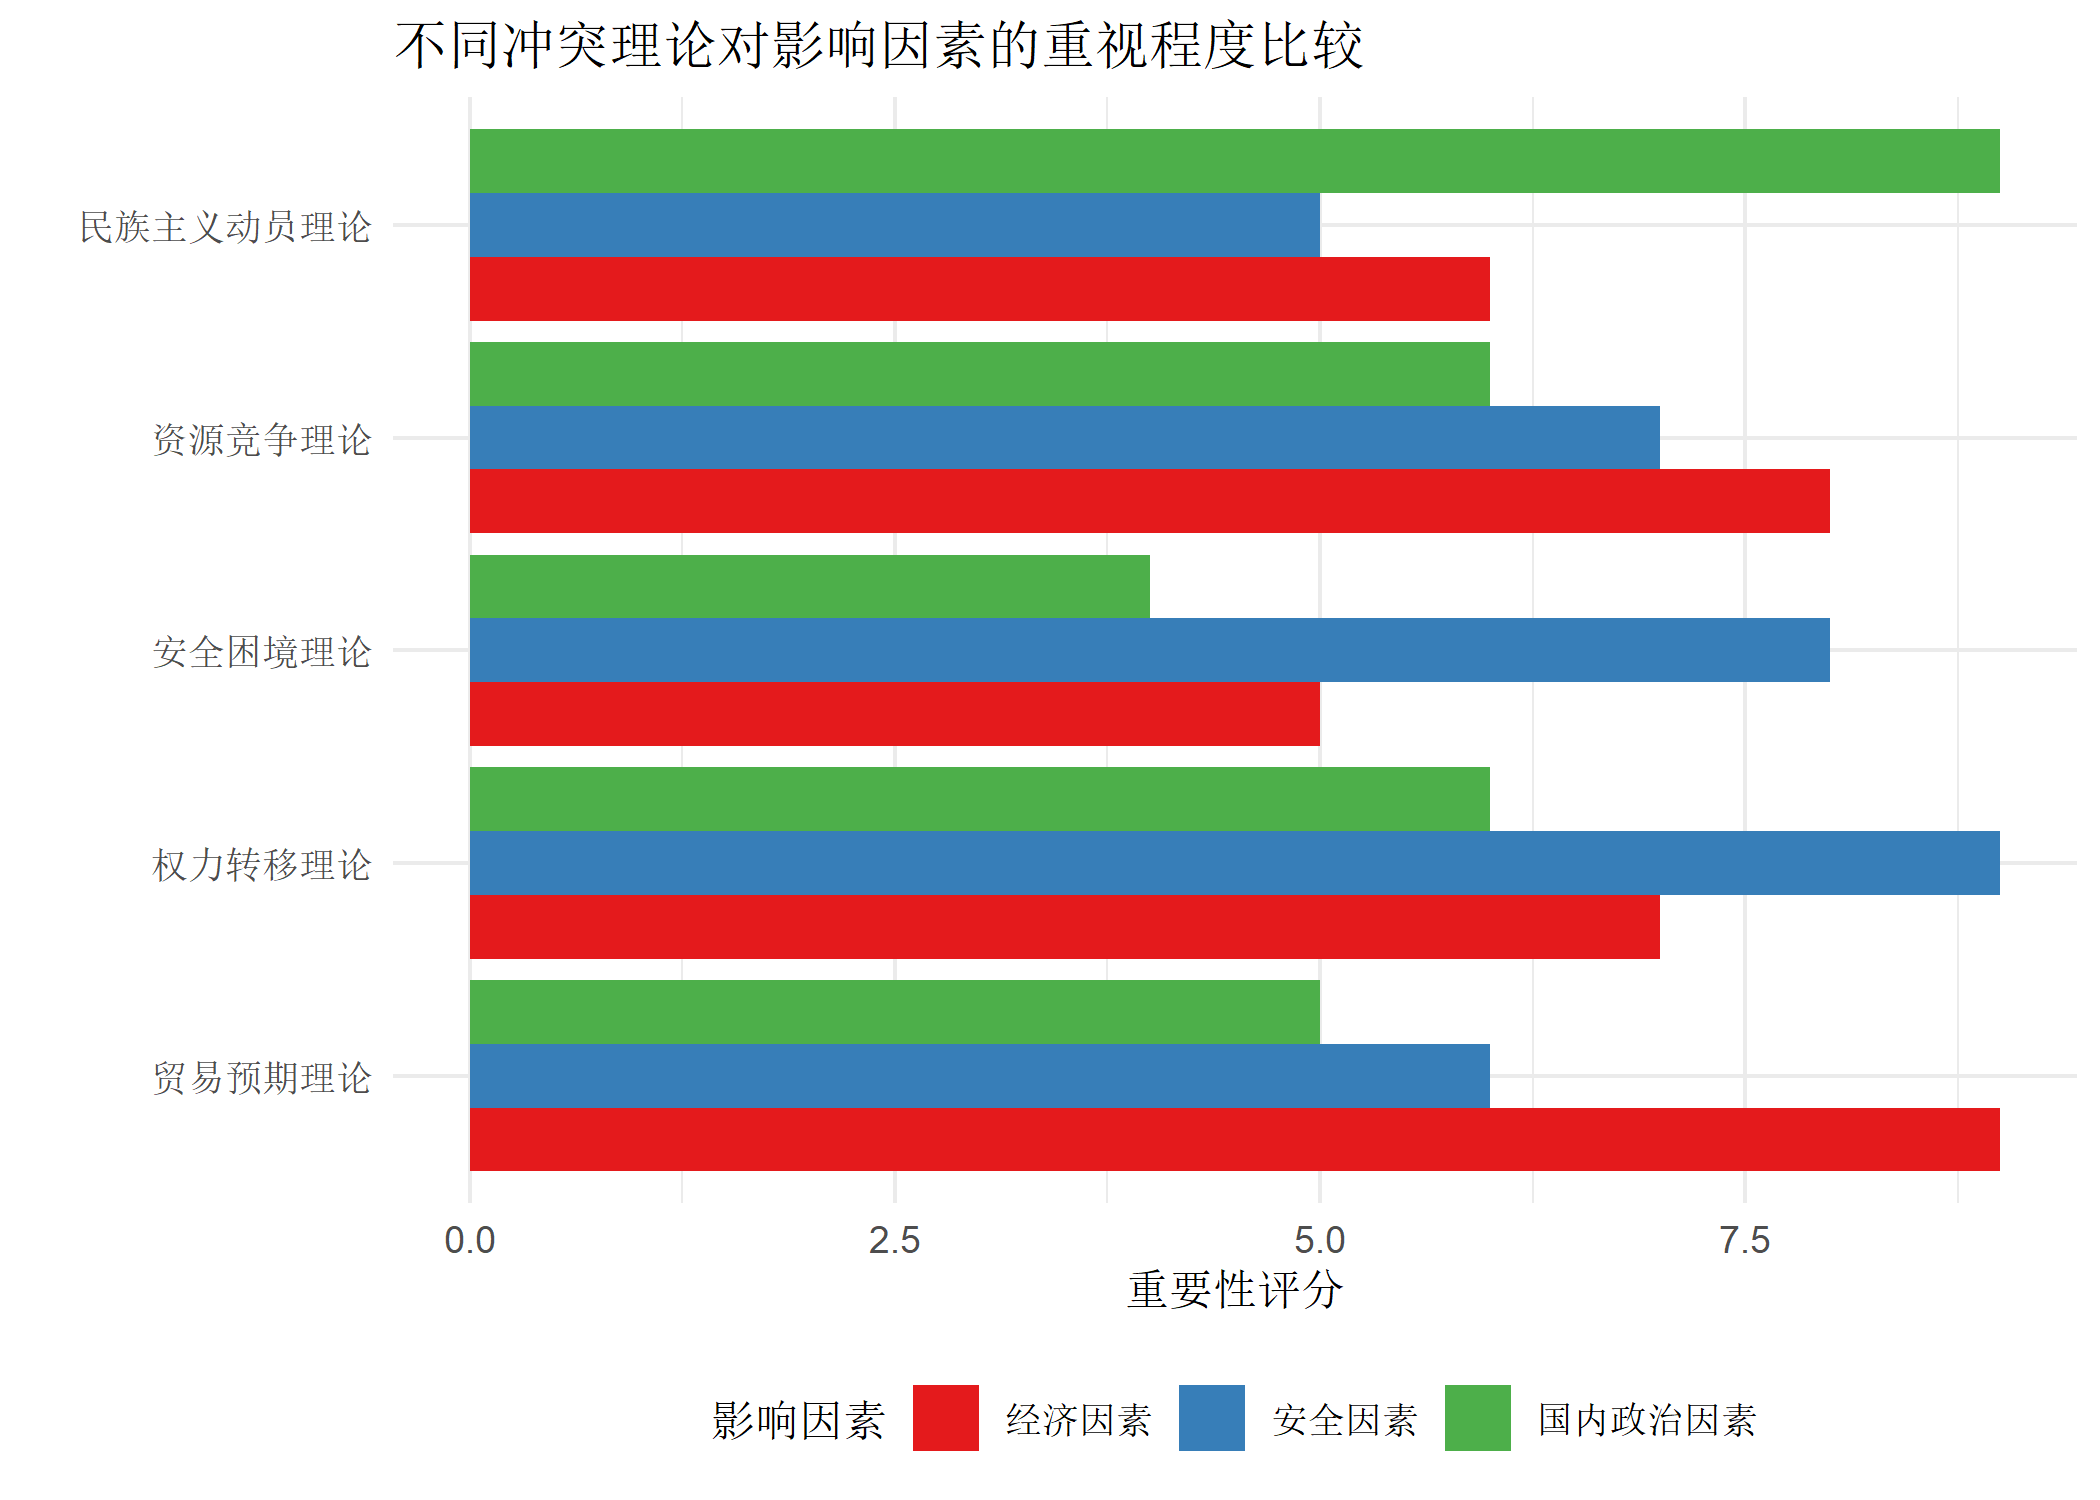 不同冲突理论对影响因素的重视程度比较
民族主义动员理论
资源竞争理论
安全困境理论
权力转移理论
贸易预期理论
0.0 2.5 5.0 7.5
重要性评分
影响因素 经济因素 安全因素 国内政治因素